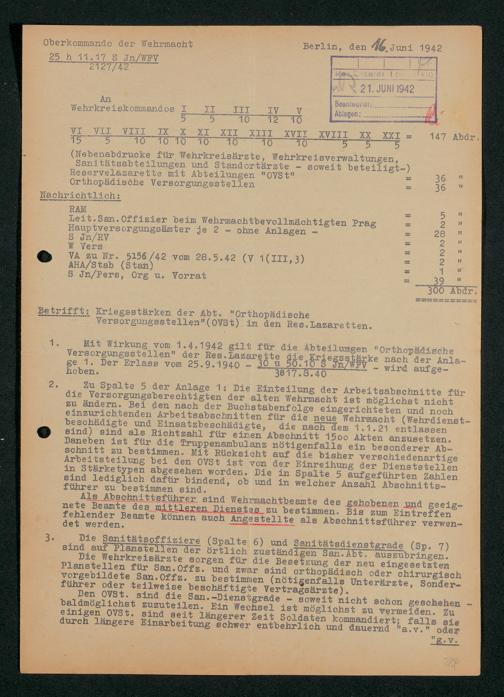 Oberkommando der Wehrmacht
Berlin, den 16.Juni 1942
25 h 11.17 S Jn/WFV
2127/42
21. JUNI 1942
Beantwortet:
Ablegen:
An
Wehrkreiskommandos I II III IV V
5 5 10 12 10
VI VII VIII IX X XI XII XIII XVII XVIII XX XXI = 147 Abdr.
15 5 10 10 10 10 10 10 10 5 5 5
(Nebenabdrucke für Wehrkreisärzte, Wehrkreisverwaltungen,
Sanitätsabteilungen und Standortärzte - soweit beteiligt-)
Reservelazarette mit Abteilungen "OVSt" = 36 "
Orthopädische Versorgungsstellen = 36 "
Nachrichtlich:
RAM = 5 "
Leit.San.Offizier beim Wehrmachtbevollmächtigten Prag = 2 "
Hauptversorgungsämter je 2 - ohne Anlagen - = 28 "
S Jn/RV = 2 "
W Vers = 2 "
VA zu Nr. 5156/42 vom 28.5.42 (V 1(III,3) = 2 "
AHA/Stab (Stan) = 1 "
S Jn/Pers, Org u. Vorrat = 39 "
300 Abdr.
Betrifft: Kriegsstärken der Abt. "Orthopädische
Versorgungsstellen"(OVSt) in den Res.Lazaretten.
1. Mit Wirkung vom 1.4.1942 gilt für die Abteilungen "Orthopädische
Versorgungsstellen" der Res.Lazarette die Kriegsstärke nach der Anla-
ge 1. Der Erlass vom 25.9.1940 - 30 u 50.10 S Jn/WFV - wird aufge-
3817.8.40
hoben.
2. Zu Spalte 5 der Anlage 1: Die Einteilung der Arbeitsabschnitte für
die Versorgungsberechtigten der alten Wehrmacht ist möglichst nicht
zu ändern. Bei den nach der Buchstabenfolge eingerichteten und noch
einzurichtenden Arbeitsabschnitten für die neue Wehrmacht (Wehrdienst-
beschädigte und Einsatzbeschädigte, die nach dem 1.1.21 entlassen
sind) sind als Richtzahl für einen Abschnitt 1500 Akten anzusetzen.
Daneben ist für die Truppenambulanz nötigenfalls ein besonderer Ab-
schnitt zu bestimmen. Mit Rücksicht auf die bisher verschiedenartige
Arbeitsteilung bei den OVSt ist von der Einreihung der Dienststellen
in Stärketypen abgesehen worden. Die in Spalte 5 aufgeführten Zahlen
sind lediglich dafür bindend, ob und in welcher Anzahl Abschnitts-
führer zu bestimmen sind.
Als Abschnittsführer sind Wehrmachtbeamte des gehobenen und geeig-
nete Beamte des mittleren Dienstes zu bestimmen. Bis zum Eintreffen
fehlender Beamte können auch Angestellte als Abschnittsführer verwen-
det werden.
3. Die Sanitätsoffiziere (Spalte 6) und Sanitätsdienstgrade (Sp. 7)
sind auf Planstellen der örtlich zuständigen San.Abt. auszubringen.
Die Wehrkreisärzte sorgen für die Besetzung der neu eingesetzten
Planstellen für San.Offz. und zwar sind orthopädisch oder chirurgisch
vorgebildete San.Offz. zu bestimmen (nötigenfalls Unterärzte, Sonder-
führer oder teilweise beschäftigte Vertragsärzte).
Den OVSt. sind die San.-Dienstgrade - soweit nicht schon geschehen -
baldmöglichst zuzuteilen. Ein Wechsel ist möglichst zu vermeiden. Zu
einigen OVSt. sind seit längerer Zeit Soldaten kommandiert; falls sie
durch längere Einarbeitung schwer entbehrlich und dauernd "a.v." oder
"g.v.